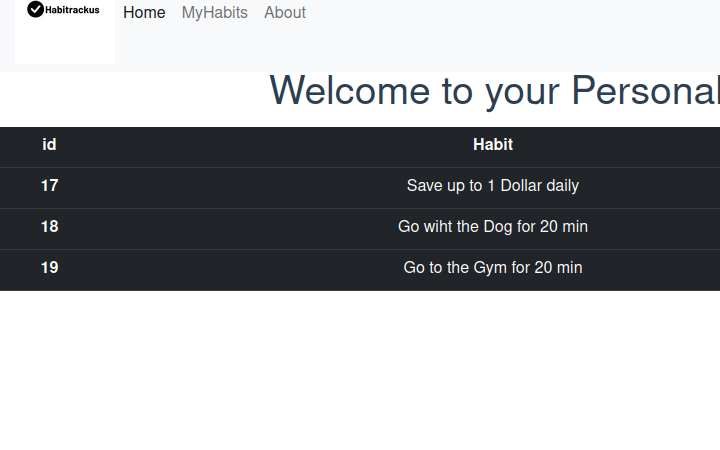 Habitrackus Home MyHabits About
Welcome to your Personal
id Habit
17 Save up to 1 Dollar daily
18 Go wiht the Dog for 20 min
19 Go to the Gym for 20 min